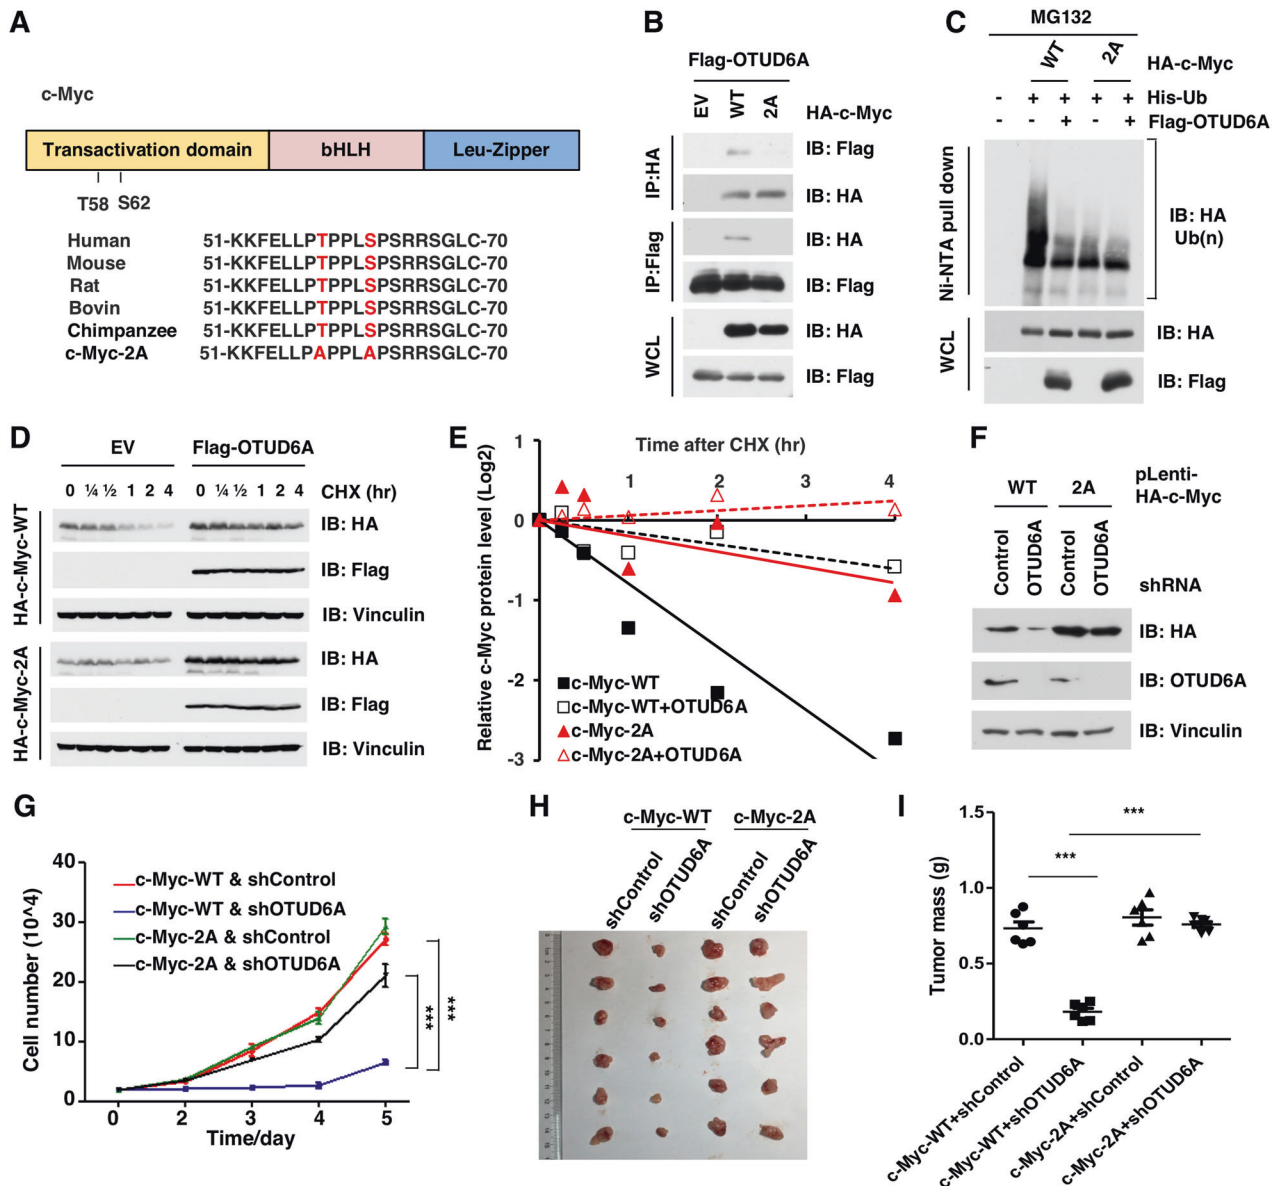 A
c-Myc
Transactivation domain
bHLH
Leu-Zipper
T58
S62
Human 51-KKFELLPTPPLSPSRRSGLC-70
Mouse 51-KKFELLPTPPLSPSRRSGLC-70
Rat 51-KKFELLPTPPLSPSRRSGLC-70
Bovin 51-KKFELLPTPPLSPSRRSGLC-70
Chimpanzee 51-KKFELLPTPPLSPSRRSGLC-70
c-Myc-2A 51-KKFELLPAPPLAPSRRSGLC-70
B
Flag-OTUD6A
EV WT 2A HA-c-Myc
IP:HA
IB: Flag
IB: HA
IP:Flag
IB: HA
IB: Flag
WCL
IB: HA
IB: Flag
C
MG132
WT 2A HA-c-Myc
- + + + + His-Ub
- - + - + Flag-OTUD6A
Ni-NTA pull down
IB: HA
Ub(n)
WCL
IB: HA
IB: Flag
D
EV Flag-OTUD6A
0 ¼ ½ 1 2 4 0 ¼ ½ 1 2 4 CHX (hr)
HA-c-Myc-WT
IB: HA
IB: Flag
IB: Vinculin
HA-c-Myc-2A
IB: HA
IB: Flag
IB: Vinculin
E
Relative c-Myc protein level (Log2)
Time after CHX (hr)
1
0
-1
-2
-3
1 2 3 4
c-Myc-WT
c-Myc-WT+OTUD6A
c-Myc-2A
c-Myc-2A+OTUD6A
F
WT 2A
pLenti-
HA-c-Myc
Control OTUD6A Control OTUD6A
shRNA
IB: HA
IB: OTUD6A
IB: Vinculin
G
Cell number (10^4)
40
30
20
10
0
c-Myc-WT & shControl
c-Myc-WT & shOTUD6A
c-Myc-2A & shControl
c-Myc-2A & shOTUD6A
***
***
0 2 3 4 5
Time/day
H
c-Myc-WT c-Myc-2A
shControl shOTUD6A shControl shOTUD6A
I
Tumor mass (g)
1.5
1.0
0.5
0.0
***
***
c-Myc-WT+shControl
c-Myc-WT+shOTUD6A
c-Myc-2A+shControl
c-Myc-2A+shOTUD6A